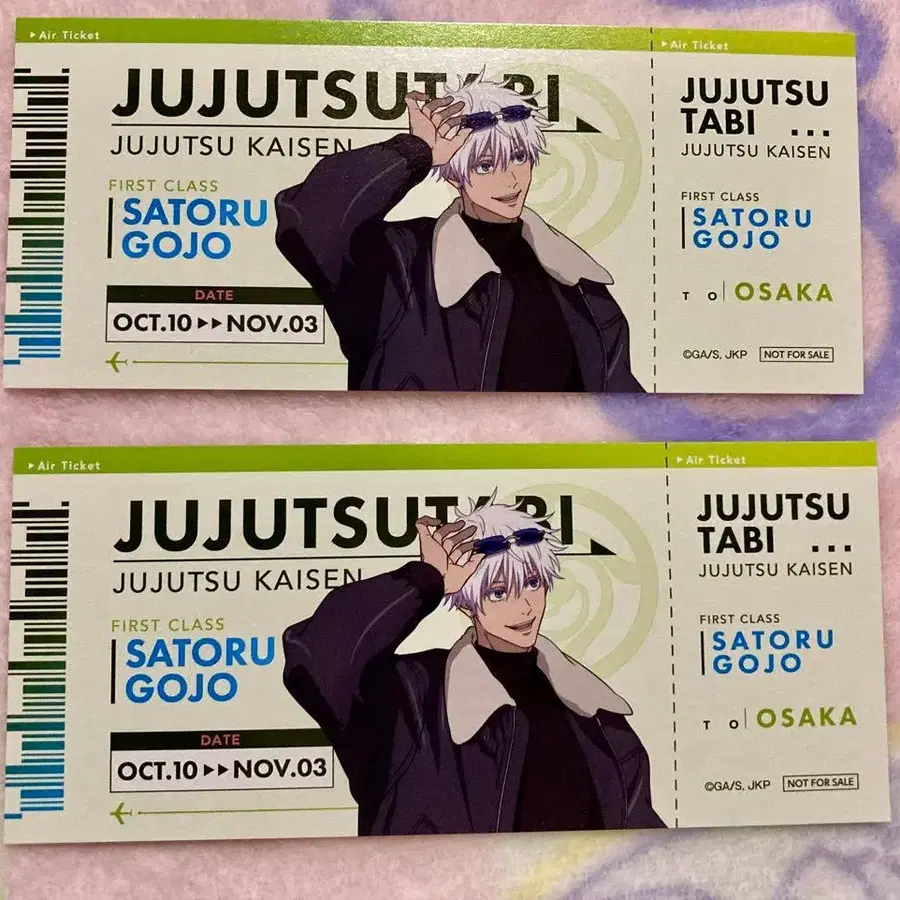 Air Ticket
JUJUTSUTABI
JUJUTSU KAISEN
FIRST CLASS
SATORU
GOJO
DATE
OCT.10 ▸▸ NOV.03
Air Ticket
JUJUTSU
TABI ...
JUJUTSU KAISEN
FIRST CLASS
SATORU
GOJO
TO OSAKA
©GA/S, JKP NOT FOR SALE
Air Ticket
JUJUTSUTABI
JUJUTSU KAISEN
FIRST CLASS
SATORU
GOJO
DATE
OCT.10 ▸▸ NOV.03
Air Ticket
JUJUTSU
TABI ...
JUJUTSU KAISEN
FIRST CLASS
SATORU
GOJO
TO OSAKA
©GA/S, JKP NOT FOR SALE